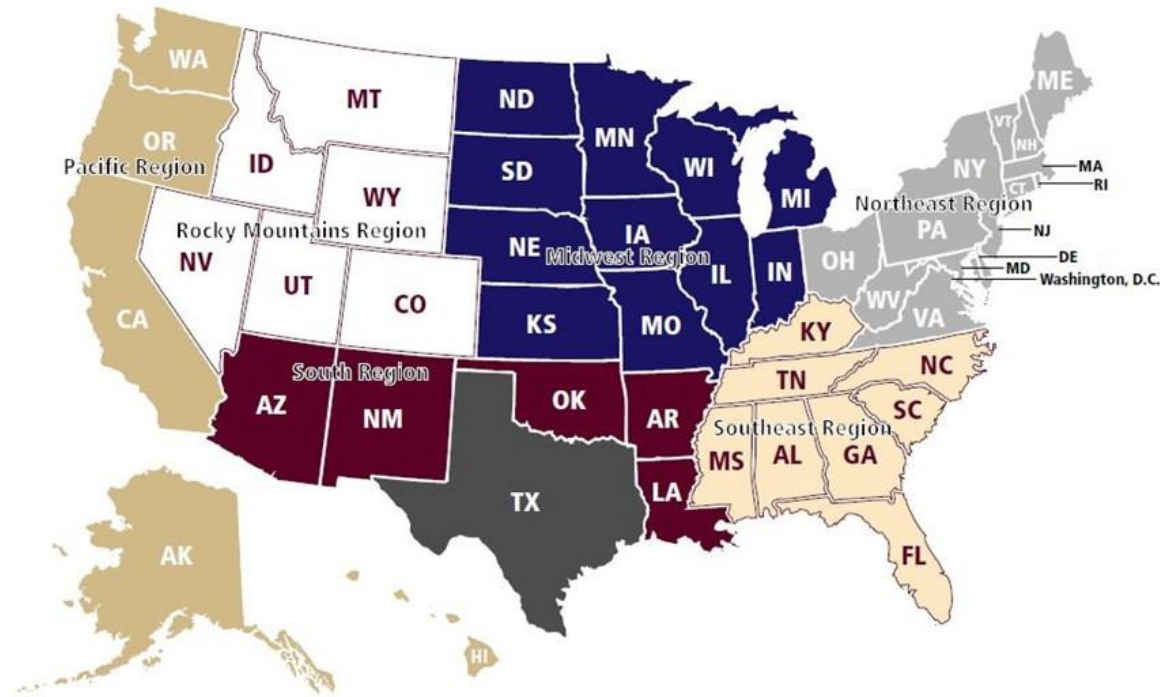 WA
MT
ND
ME
MN
VT
NH
OR
Pacific Region
ID
SD
WI
NY
MA
CT
RI
MI
WY
Northeast Region
Rocky Mountains Region
NE
IA
PA
NJ
Midwest Region
NV
OH
DE
UT
IL
IN
MD
CO
WV
Washington, D.C.
CA
KS
MO
VA
KY
South Region
TN
NC
AZ
NM
OK
AR
SC
Southeast Region
MS
AL
GA
LA
TX
AK
FL
HI